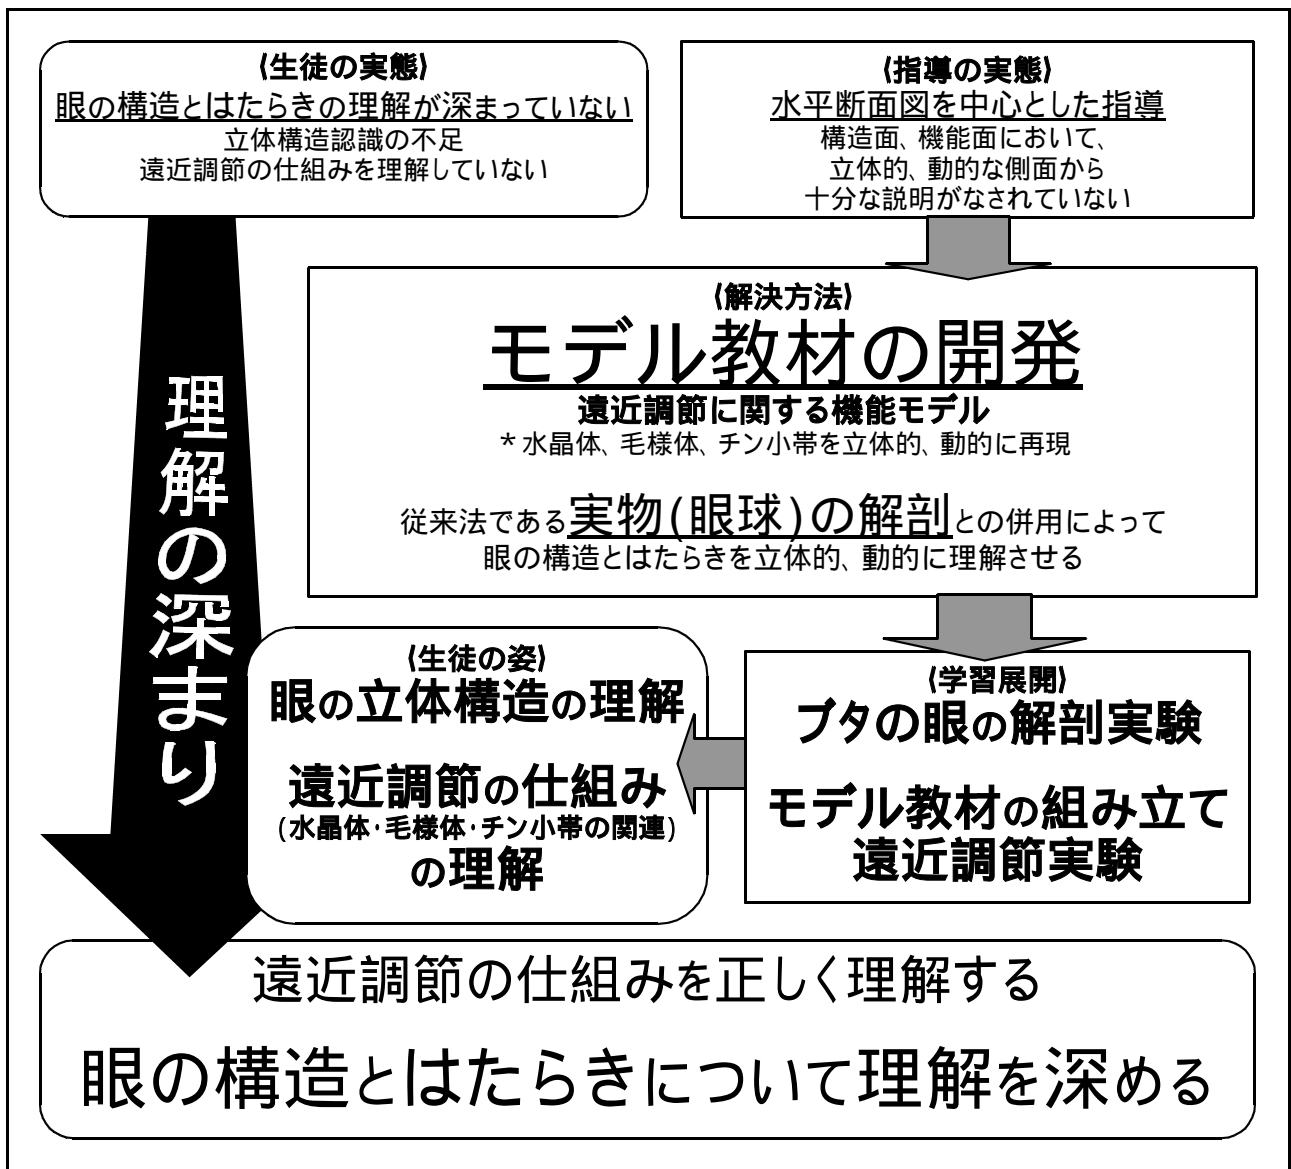 ⟨生徒の実態⟩
眼の構造とはたらきの理解が深まっていない
立体構造認識の不足
遠近調節の仕組みを理解していない
⟨指導の実態⟩
水平断面図を中心とした指導
構造面、機能面において、
立体的、動的な側面から
十分な説明がなされていない
⟨解決方法⟩
モデル教材の開発
遠近調節に関する機能モデル
*水晶体、毛様体、チン小帯を立体的、動的に再現
従来法である実物(眼球)の解剖との併用によって
眼の構造とはたらきを立体的、動的に理解させる
理解の深まり
⟨生徒の姿⟩
眼の立体構造の理解
遠近調節の仕組み
(水晶体・毛様体・チン小帯の関連)
の理解
⟨学習展開⟩
ブタの眼の解剖実験
モデル教材の組み立て
遠近調節実験
遠近調節の仕組みを正しく理解する
眼の構造とはたらきについて理解を深める